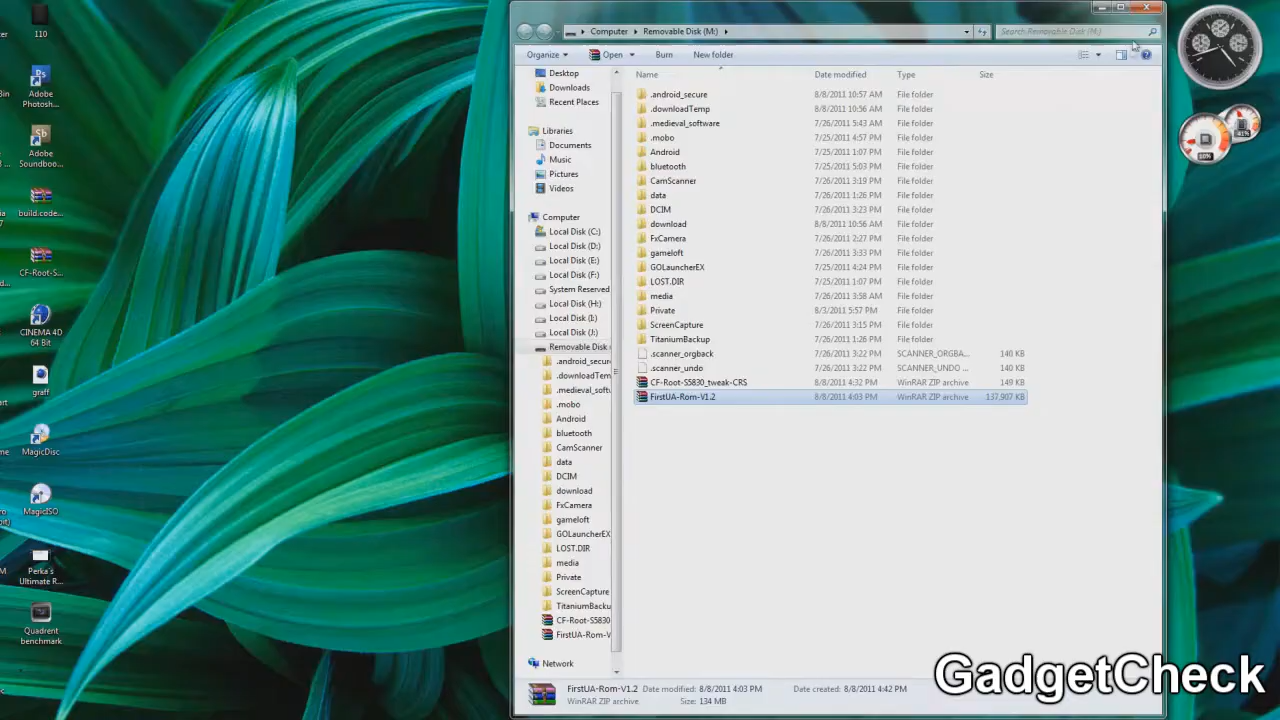 110
Adobe
Photosh...
Adobe
Soundboo...
build.code...
CF-Root-S...
CINEMA 4D
64 Bit
graff
MagicDisc
MagicISO
Perka's
Ultimate R...
Quadrent
benchmark
Computer Removable Disk (M:)
Search Removable Disk (M:)
Organize Open Burn New folder
Desktop
Downloads
Recent Places
Libraries
Documents
Music
Pictures
Videos
Computer
Local Disk (C:)
Local Disk (D:)
Local Disk (E:)
Local Disk (F:)
System Reserved
Local Disk (H:)
Local Disk (I:)
Local Disk (J:)
Removable Disk
.android_secure
.downloadTem
.medieval_softw
.mobo
Android
bluetooth
CamScanner
data
DCIM
download
FxCamera
gameloft
GOLauncherEX
LOST.DIR
media
Private
ScreenCapture
TitaniumBacku
CF-Root-S5830
FirstUA-Rom-V
Network
Name Date modified Type Size
.android_secure 8/8/2011 10:57 AM File folder
.downloadTemp 8/8/2011 10:56 AM File folder
.medieval_software 7/26/2011 5:43 AM File folder
.mobo 7/25/2011 4:57 PM File folder
Android 7/25/2011 1:07 PM File folder
bluetooth 7/25/2011 5:03 PM File folder
CamScanner 7/26/2011 3:19 PM File folder
data 7/26/2011 1:26 PM File folder
DCIM 7/26/2011 3:23 PM File folder
download 8/8/2011 10:56 AM File folder
FxCamera 7/26/2011 2:27 PM File folder
gameloft 7/26/2011 3:33 PM File folder
GOLauncherEX 7/25/2011 4:24 PM File folder
LOST.DIR 7/25/2011 1:07 PM File folder
media 7/26/2011 3:58 AM File folder
Private 8/3/2011 5:57 PM File folder
ScreenCapture 7/26/2011 3:15 PM File folder
TitaniumBackup 7/26/2011 1:26 PM File folder
.scanner_orgback 7/26/2011 3:22 PM SCANNER_ORGBA... 140 KB
.scanner_undo 7/26/2011 3:22 PM SCANNER_UNDO ... 140 KB
CF-Root-S5830_tweak-CRS 8/8/2011 4:32 PM WinRAR ZIP archive 149 KB
FirstUA-Rom-V1.2 8/8/2011 4:03 PM WinRAR ZIP archive 137,907 KB
FirstUA-Rom-V1.2 Date modified: 8/8/2011 4:03 PM Date created: 8/8/2011 4:42 PM
WinRAR ZIP archive Size: 134 MB
GadgetCheck